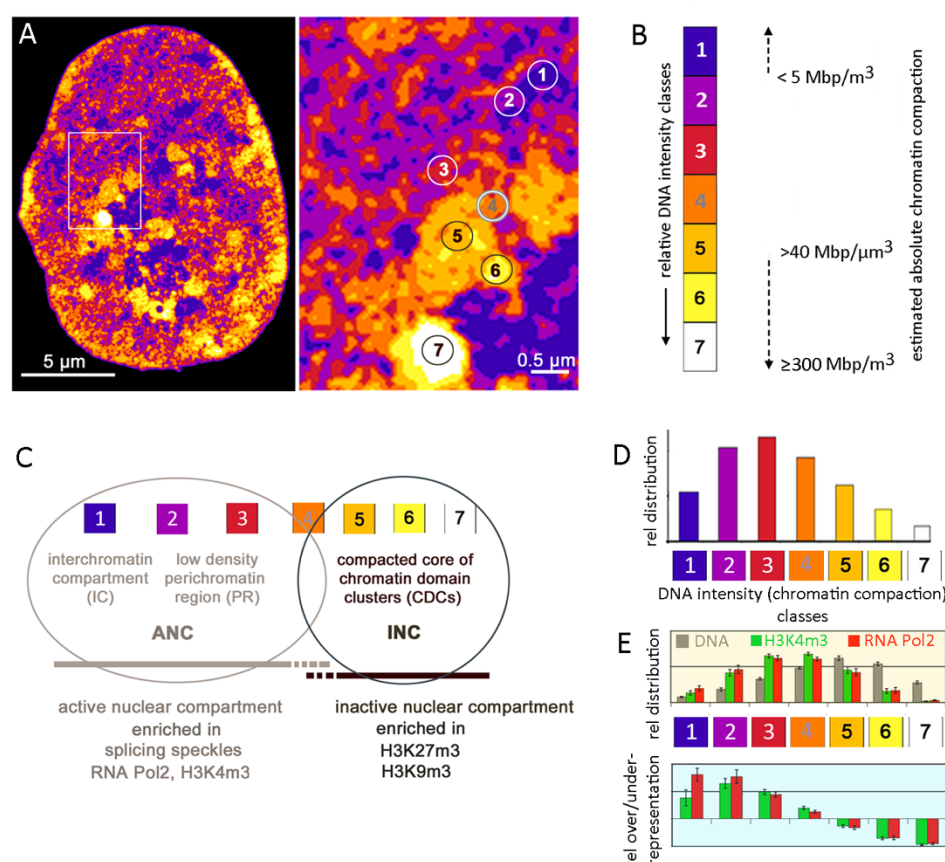 A
1
2
3
4
5
6
7
5 µm
0.5 µm
B
relative DNA intensity classes
1
2
3
4
5
6
7
< 5 Mbp/m³
>40 Mbp/µm³
≥300 Mbp/m³
estimated absolute chromatin compaction
C
1 2 3 4 5 6 7
interchromatin
compartment
(IC)
low density
perichromatin
region (PR)
compacted core of
chromatin domain
clusters (CDCs)
ANC
INC
active nuclear compartment
enriched in
splicing speckles
RNA Pol2, H3K4m3
inactive nuclear compartment
enriched in
H3K27m3
H3K9m3
D
rel distribution
1 2 3 4 5 6 7
DNA intensity (chromatin compaction)
classes
E
DNA H3K4m3 RNA Pol2
rel distribution
1 2 3 4 5 6 7
el over/under-
representation